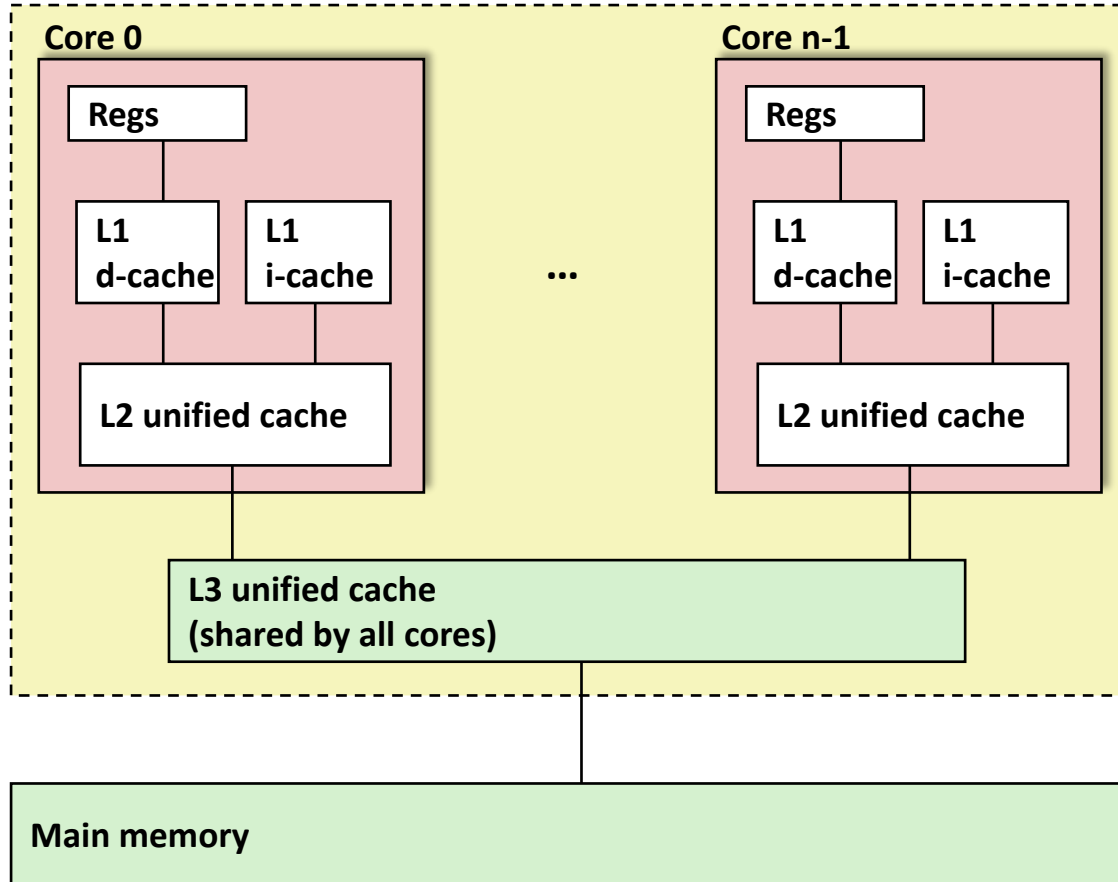 Core 0
Regs
L1
d-cache
L1
i-cache
L2 unified cache
...
Core n-1
Regs
L1
d-cache
L1
i-cache
L2 unified cache
L3 unified cache
(shared by all cores)
Main memory